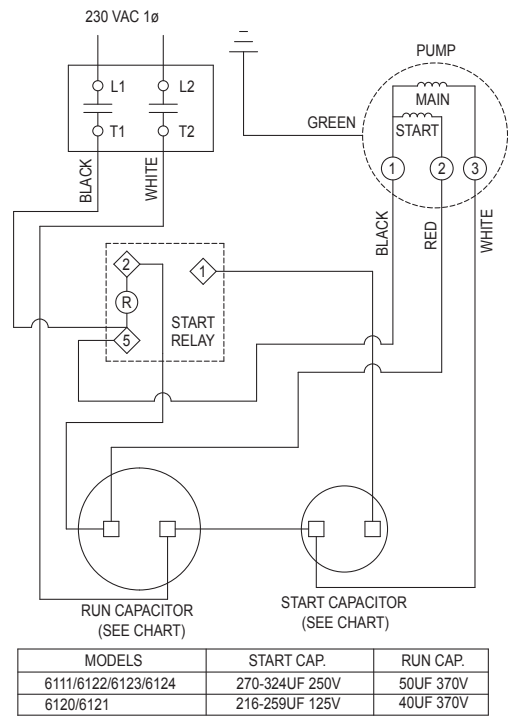 230 VAC 1ø
L1
L2
T1
T2
BLACK
WHITE
GREEN
PUMP
MAIN
START
1
2
3
BLACK
RED
WHITE
2
1
R
5
START
RELAY
RUN CAPACITOR
(SEE CHART)
START CAPACITOR
(SEE CHART)
MODELS START CAP. RUN CAP.
6111/6122/6123/6124 270-324UF 250V 50UF 370V
6120/6121 216-259UF 125V 40UF 370V